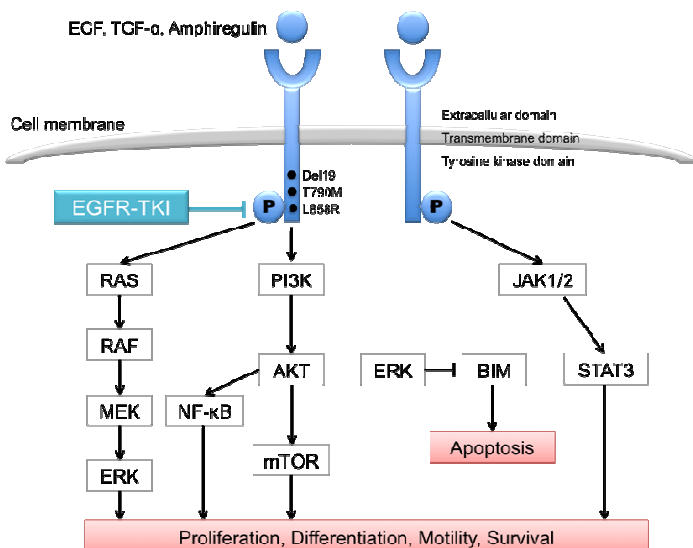 EGF, TGF-α, Amphiregulin
Cell membrane
Extracellular domain
Transmembrane domain
Tyrosine kinase domain
Del19
T790M
L858R
EGFR-TKI
P
P
RAS
PI3K
JAK1/2
RAF
AKT
ERK
BIM
STAT3
MEK
NF-κB
Apoptosis
mTOR
ERK
Proliferation, Differentiation, Motility, Survival